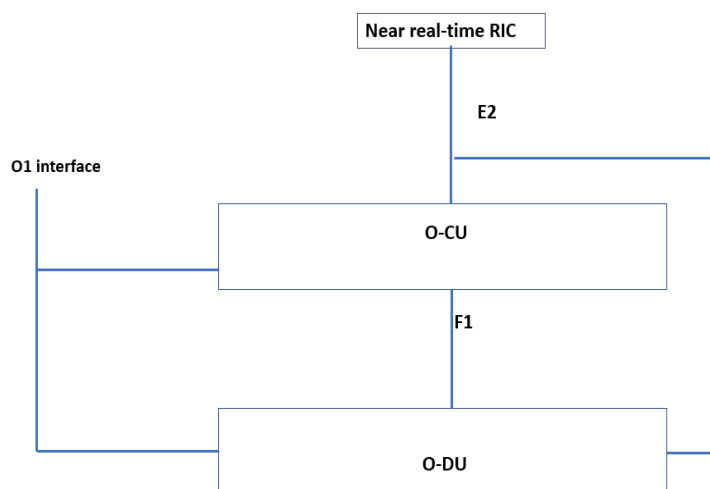 Near real-time RIC
E2
O1 interface
O-CU
F1
O-DU